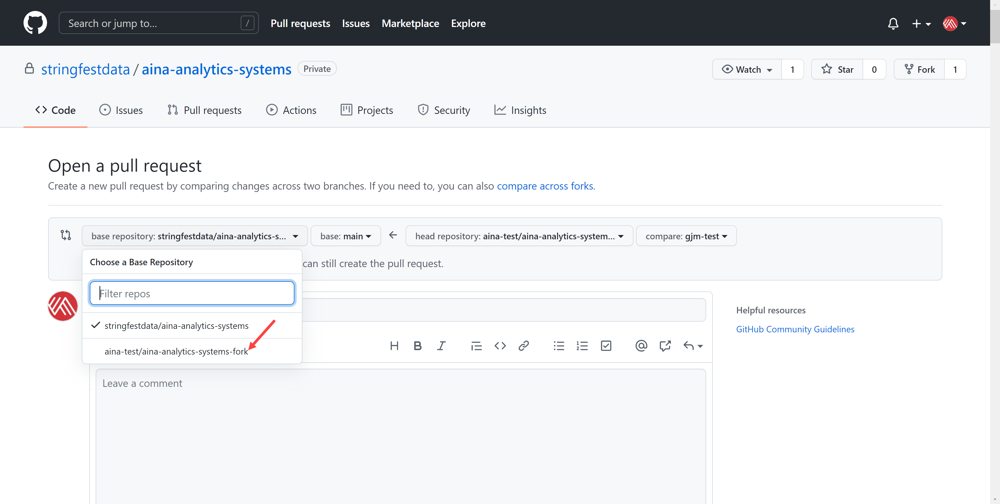 Search or jump to... /
Pull requests Issues Marketplace Explore
stringfestdata / aina-analytics-systems Private
Watch 1 Star 0 Fork 1
Code Issues Pull requests Actions Projects Security Insights
Open a pull request
Create a new pull request by comparing changes across two branches. If you need to, you can also compare across forks.
base repository: stringfestdata/aina-analytics-s... base: main head repository: aina-test/aina-analytics-system... compare: gjm-test
can still create the pull request.
Choose a Base Repository
Filter repos
stringfestdata/aina-analytics-systems
aina-test/aina-analytics-systems-fork
Helpful resources
GitHub Community Guidelines
Leave a comment